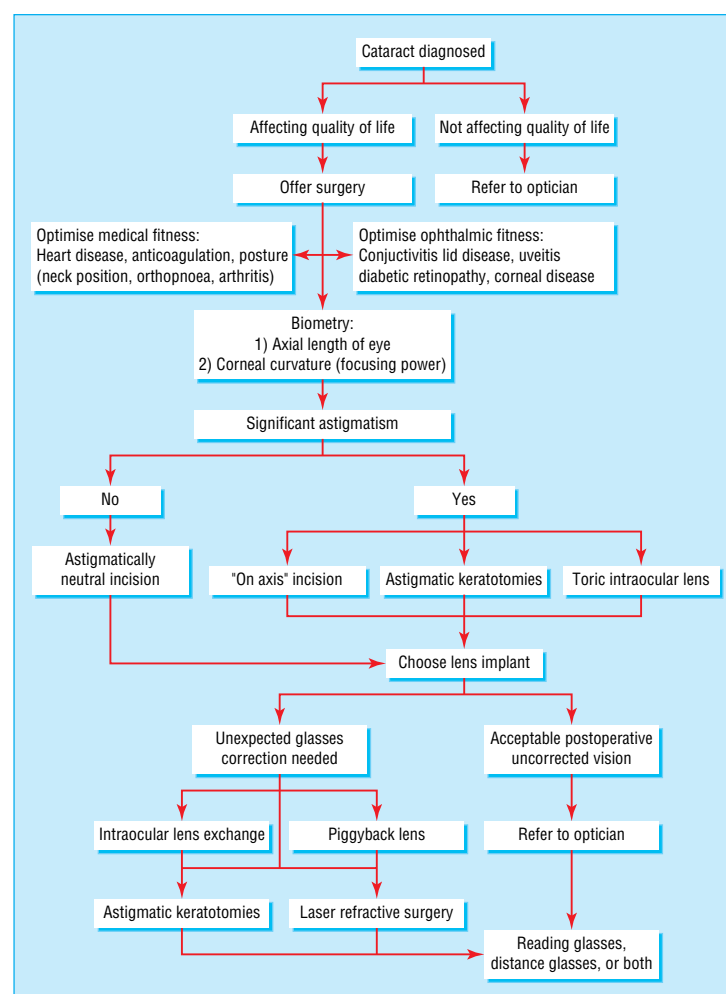 Cataract diagnosed
Affecting quality of life
Not affecting quality of life
Offer surgery
Refer to optician
Optimise medical fitness:
Heart disease, anticoagulation, posture
(neck position, orthopnoea, arthritis)
Optimise ophthalmic fitness:
Conjuctivitis lid disease, uveitis
diabetic retinopathy, corneal disease
Biometry:
1) Axial length of eye
2) Corneal curvature (focusing power)
Significant astigmatism
No
Yes
Astigmatically
neutral incision
"On axis" incision
Astigmatic keratotomies
Toric intraocular lens
Choose lens implant
Unexpected glasses
correction needed
Acceptable postoperative
uncorrected vision
Intraocular lens exchange
Piggyback lens
Refer to optician
Astigmatic keratotomies
Laser refractive surgery
Reading glasses,
distance glasses, or both